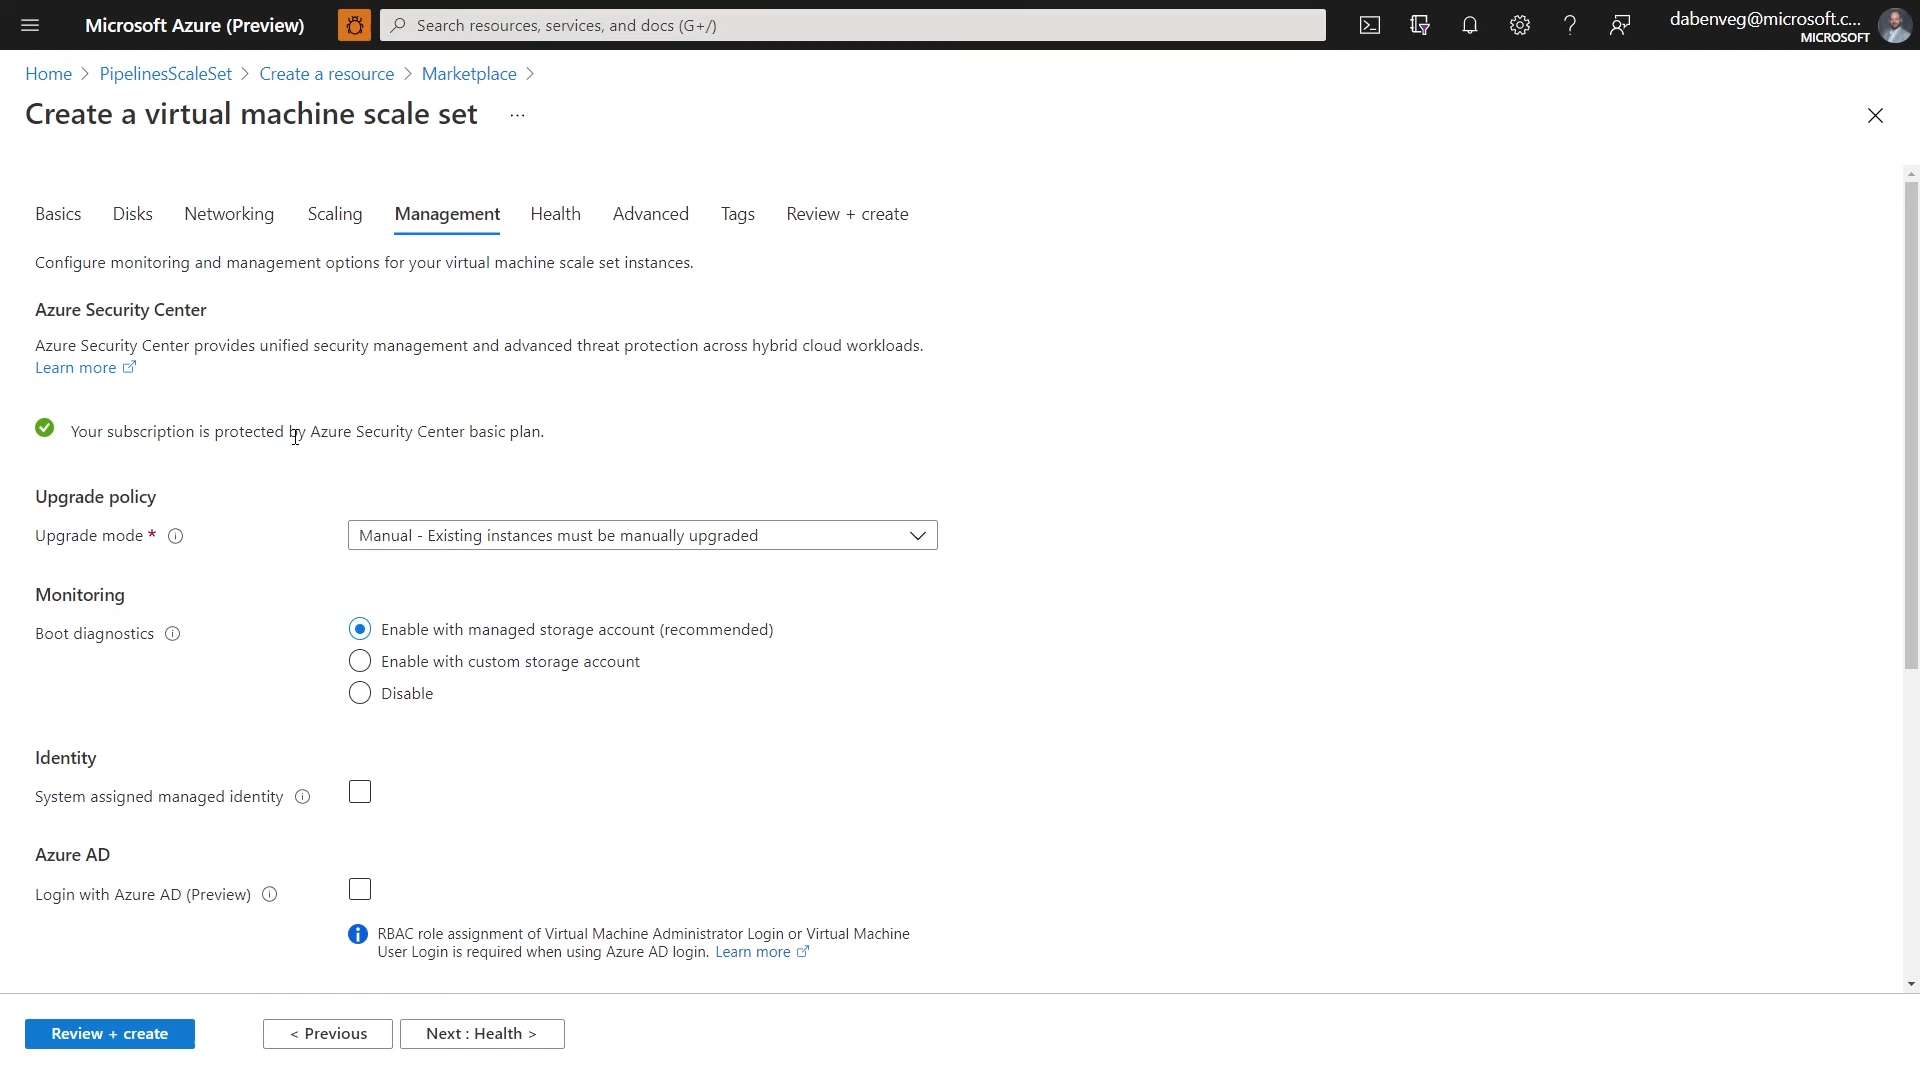 Microsoft Azure (Preview)
Search resources, services, and docs (G+/)
dabenveg@microsoft.c...
MICROSOFT
Home > PipelinesScaleSet > Create a resource > Marketplace >
Create a virtual machine scale set ...
Basics Disks Networking Scaling Management Health Advanced Tags Review + create
Configure monitoring and management options for your virtual machine scale set instances.
Azure Security Center
Azure Security Center provides unified security management and advanced threat protection across hybrid cloud workloads.
Learn more
Your subscription is protected by Azure Security Center basic plan.
Upgrade policy
Upgrade mode *
Manual - Existing instances must be manually upgraded
Monitoring
Boot diagnostics
Enable with managed storage account (recommended)
Enable with custom storage account
Disable
Identity
System assigned managed identity
Azure AD
Login with Azure AD (Preview)
RBAC role assignment of Virtual Machine Administrator Login or Virtual Machine
User Login is required when using Azure AD login. Learn more
Review + create
< Previous
Next : Health >